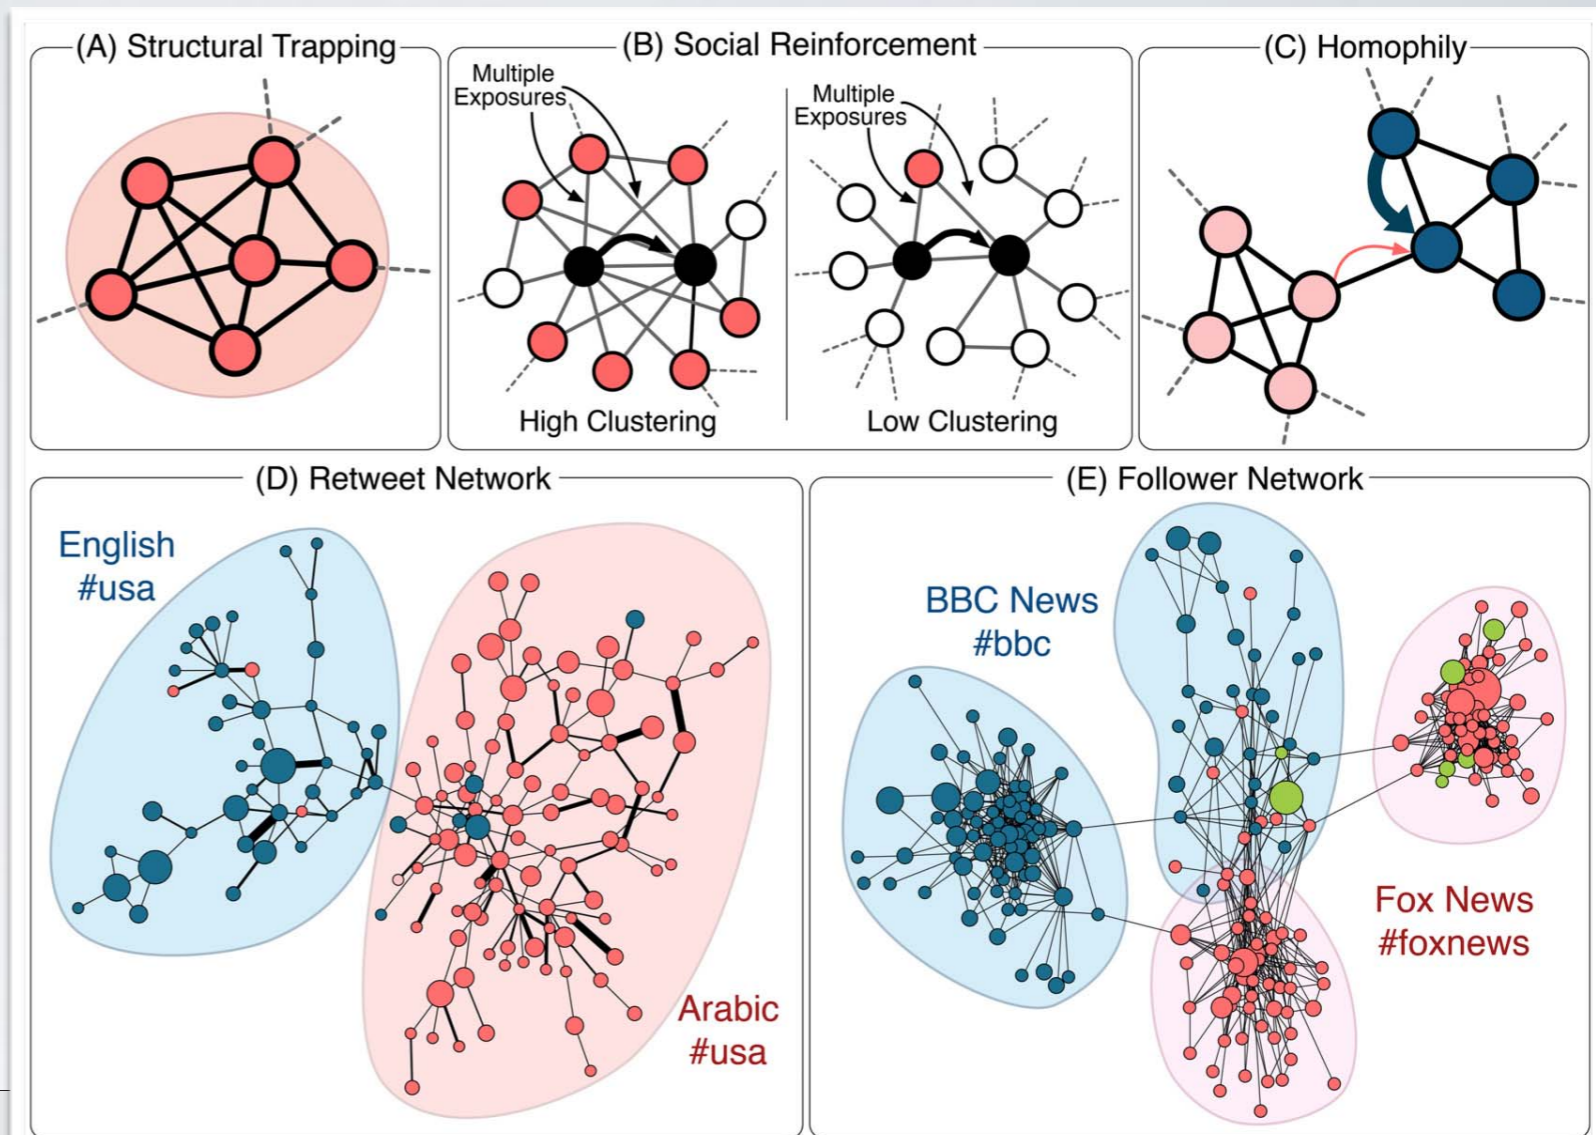 (A) Structural Trapping
(B) Social Reinforcement
Multiple
Exposures
Multiple
Exposures
High Clustering
Low Clustering
(C) Homophily
(D) Retweet Network
English
#usa
Arabic
#usa
(E) Follower Network
BBC News
#bbc
Fox News
#foxnews